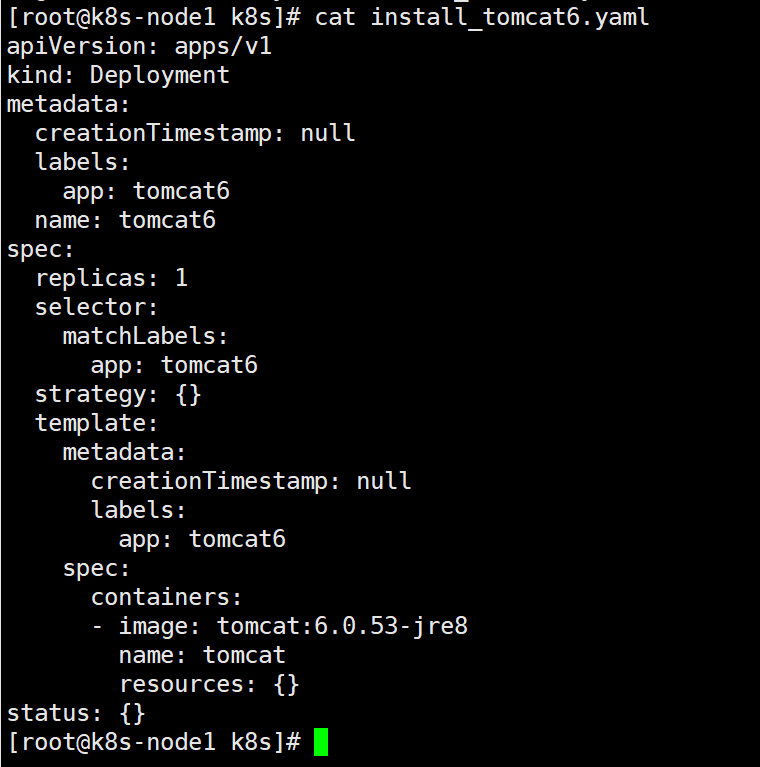 [root@k8s-node1 k8s]# cat install_tomcat6.yaml
apiVersion: apps/v1
kind: Deployment
metadata:
  creationTimestamp: null
  labels:
    app: tomcat6
  name: tomcat6
spec:
  replicas: 1
  selector:
    matchLabels:
      app: tomcat6
  strategy: {}
  template:
    metadata:
      creationTimestamp: null
      labels:
        app: tomcat6
    spec:
      containers:
      - image: tomcat:6.0.53-jre8
        name: tomcat
        resources: {}
status: {}
[root@k8s-node1 k8s]#